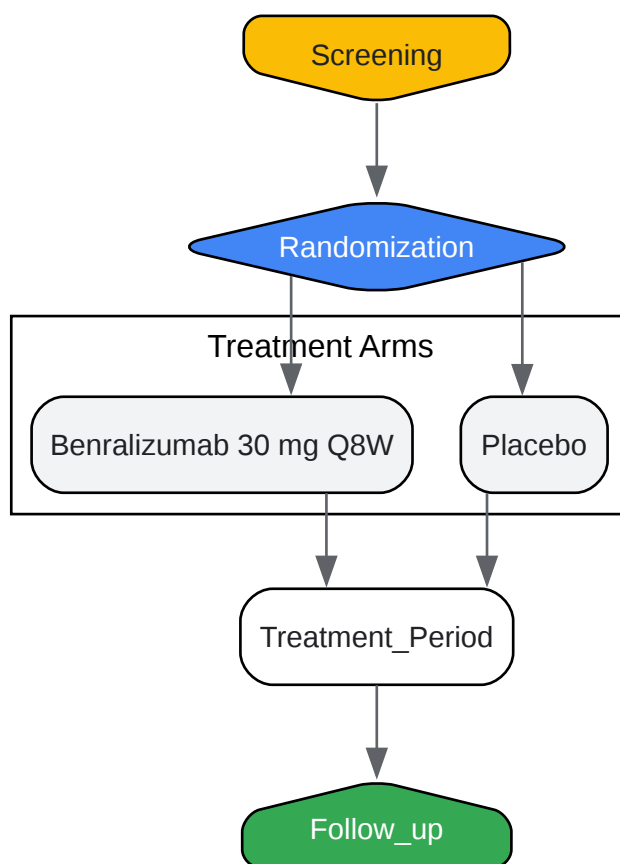 Screening
Randomization
Treatment Arms
Benralizumab 30 mg Q8W
Placebo
Treatment_Period
Follow_up